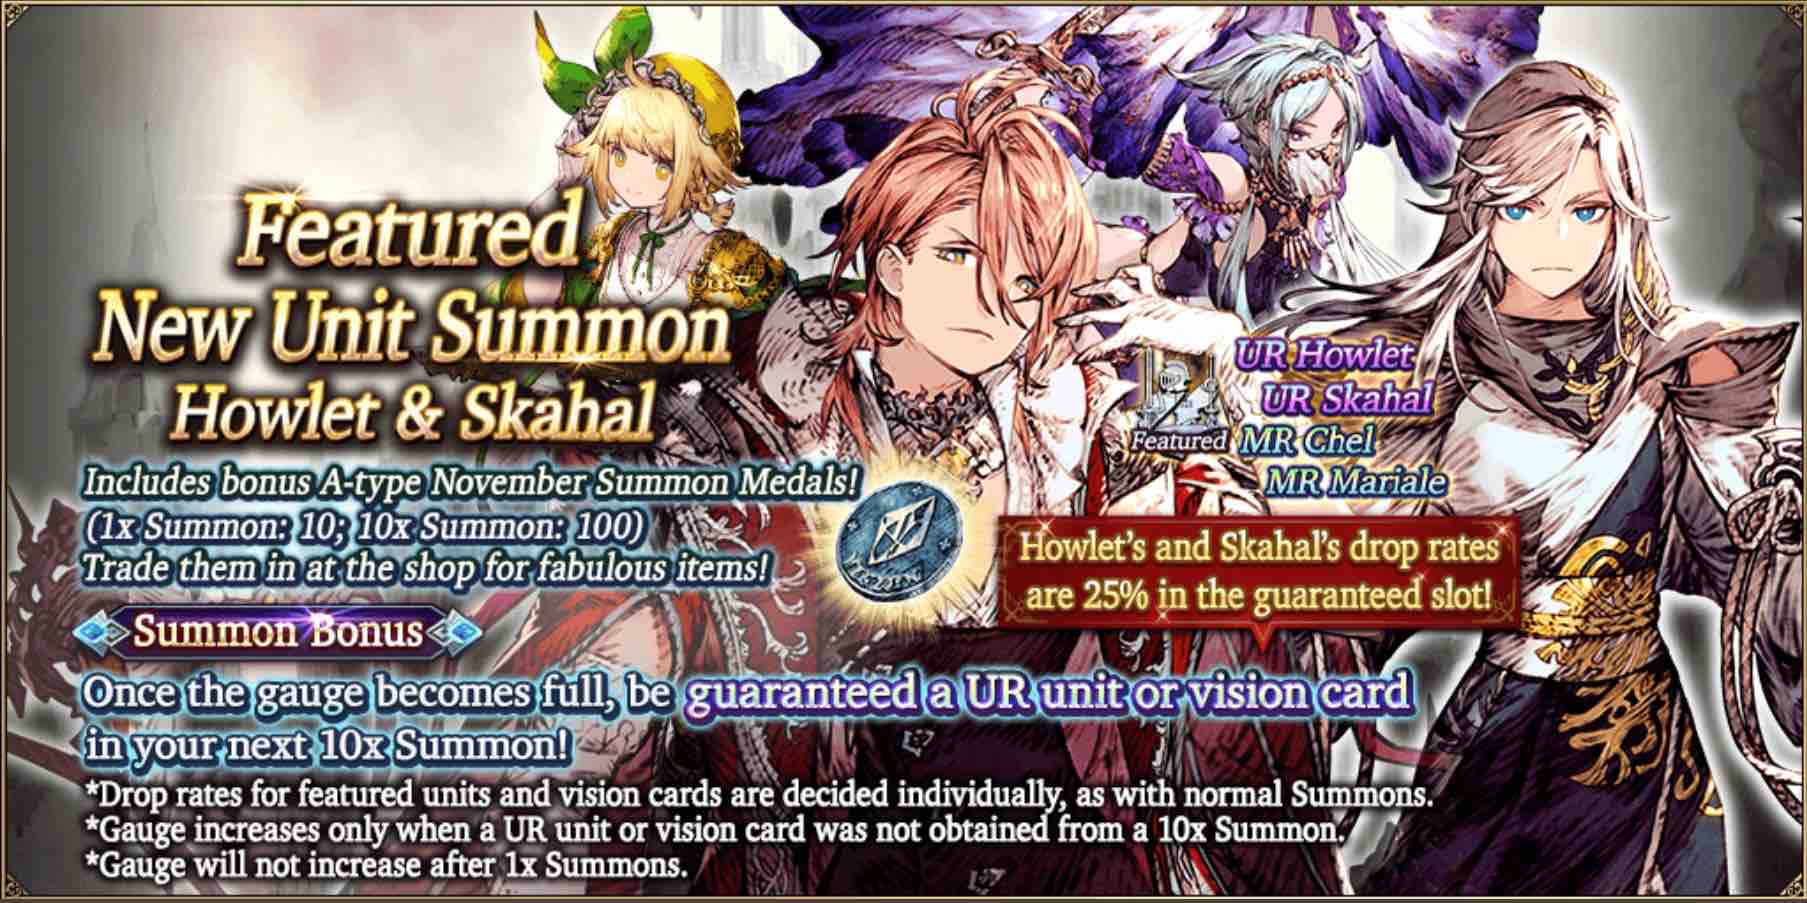 Featured
New Unit Summon
Howlet & Skahal
Includes bonus A-type November Summon Medals!
(1x Summon: 10; 10x Summon: 100)
Trade them in at the shop for fabulous items!
Featured
UR Howlet
UR Skahal
MR Chel
MR Mariale
Howlet's and Skahal's drop rates
are 25% in the guaranteed slot!
Summon Bonus
Once the gauge becomes full, be guaranteed a UR unit or vision card
in your next 10x Summon!
*Drop rates for featured units and vision cards are decided individually, as with normal Summons.
*Gauge increases only when a UR unit or vision card was not obtained from a 10x Summon.
*Gauge will not increase after 1x Summons.